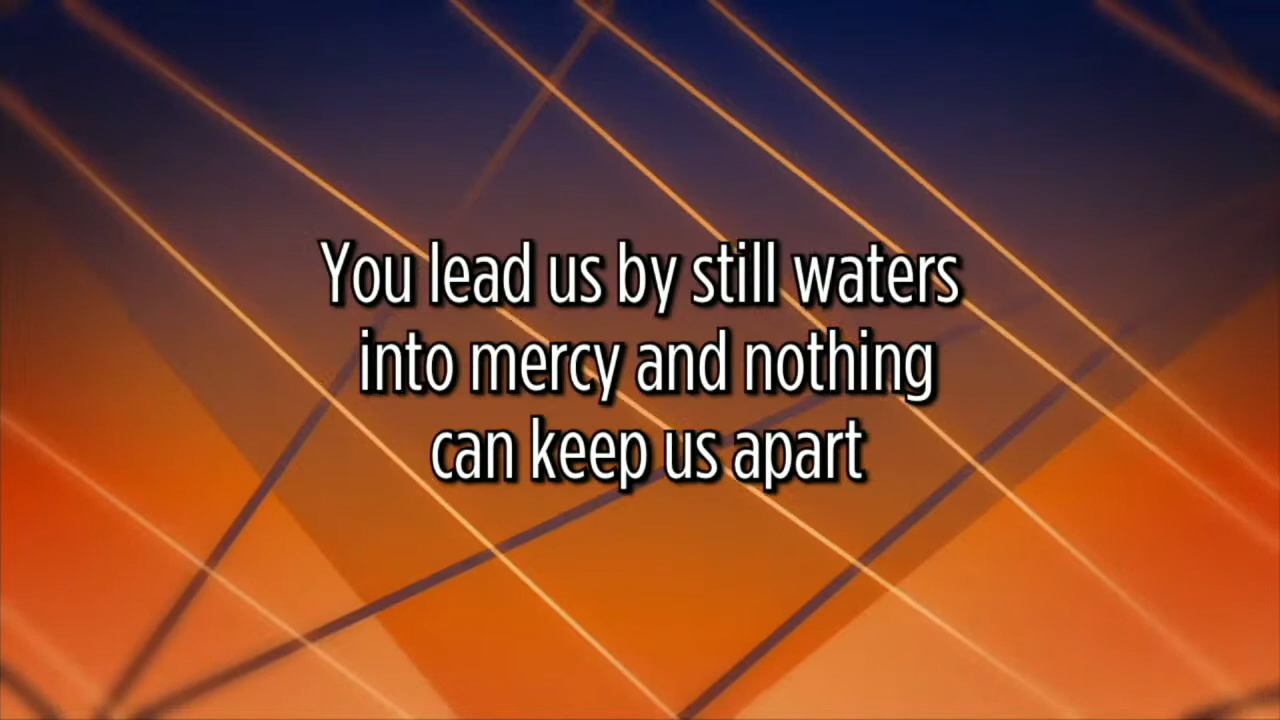 You lead us by still waters
into mercy and nothing
can keep us apart